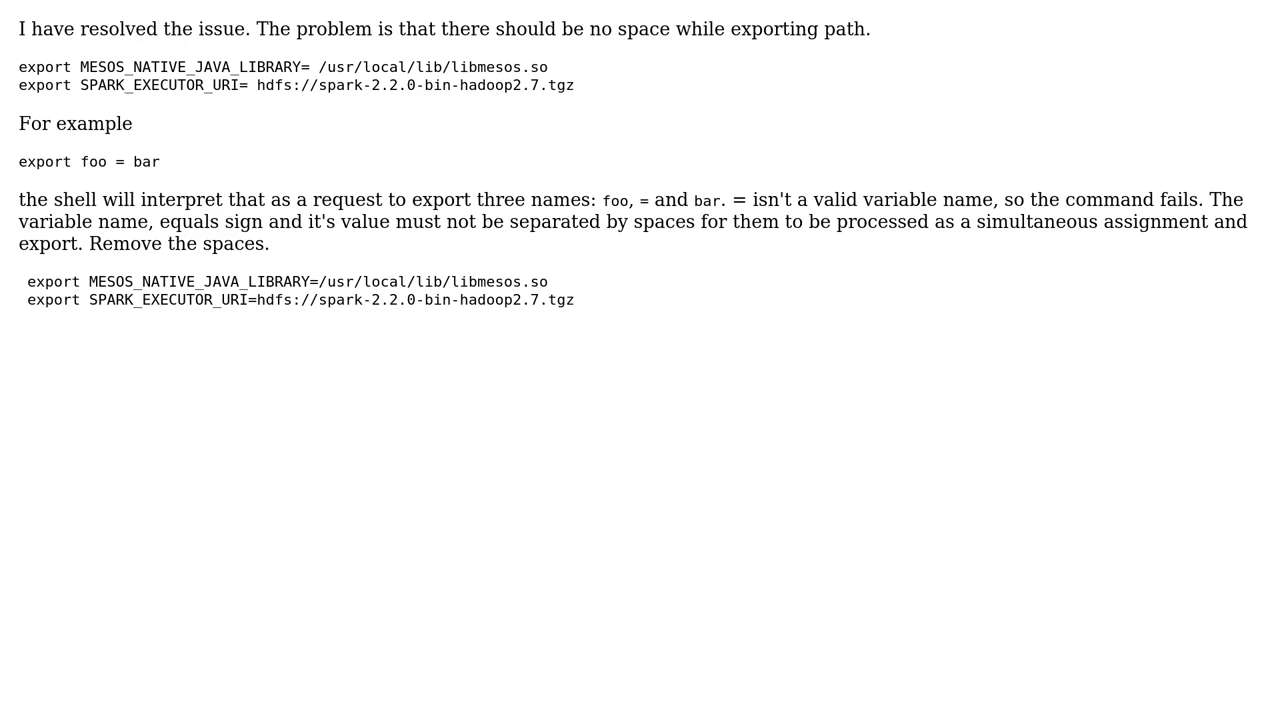 I have resolved the issue. The problem is that there should be no space while exporting path.
export MESOS_NATIVE_JAVA_LIBRARY= /usr/local/lib/libmesos.so
export SPARK_EXECUTOR_URI= hdfs://spark-2.2.0-bin-hadoop2.7.tgz
For example
export foo = bar
the shell will interpret that as a request to export three names: foo, = and bar. = isn't a valid variable name, so the command fails. The
variable name, equals sign and it's value must not be separated by spaces for them to be processed as a simultaneous assignment and
export. Remove the spaces.
export MESOS_NATIVE_JAVA_LIBRARY=/usr/local/lib/libmesos.so
export SPARK_EXECUTOR_URI=hdfs://spark-2.2.0-bin-hadoop2.7.tgz